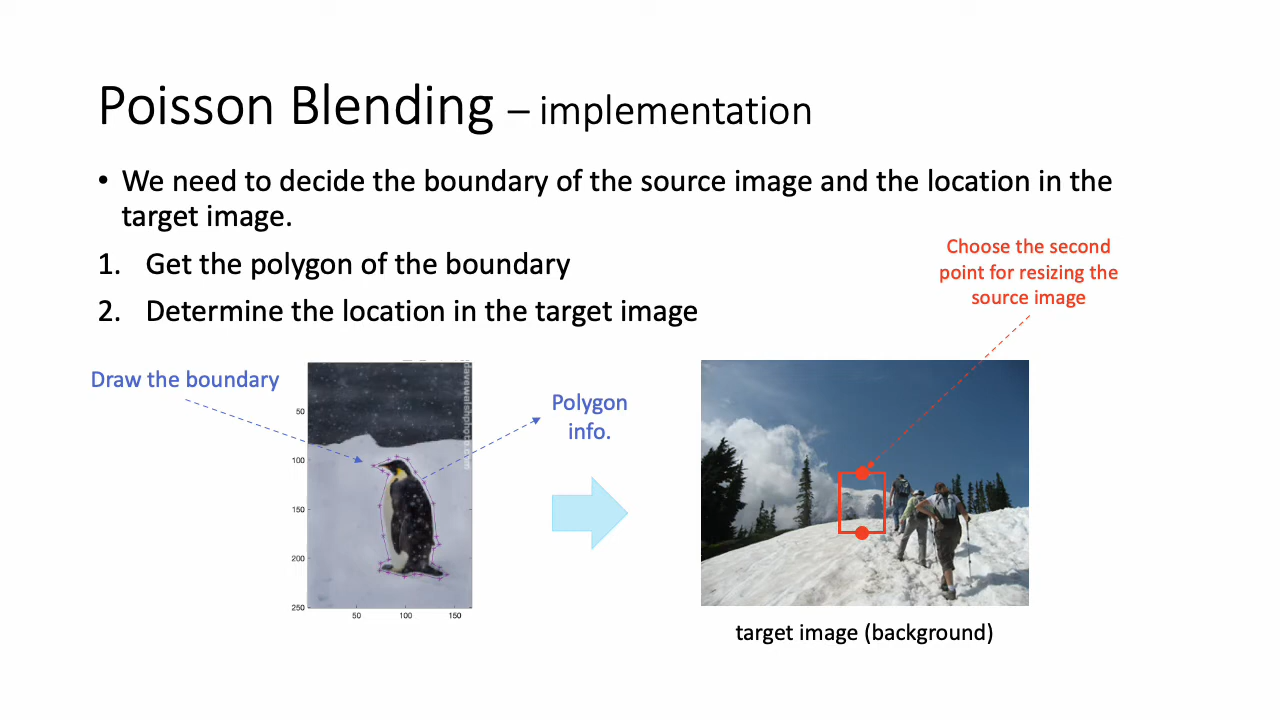 Poisson Blending – implementation
• We need to decide the boundary of the source image and the location in the
target image.
1. Get the polygon of the boundary
2. Determine the location in the target image
Choose the second
point for resizing the
source image
Draw the boundary
Polygon
info.
davewalshphoto.com
50
100
150
200
250
50
100
150
target image (background)